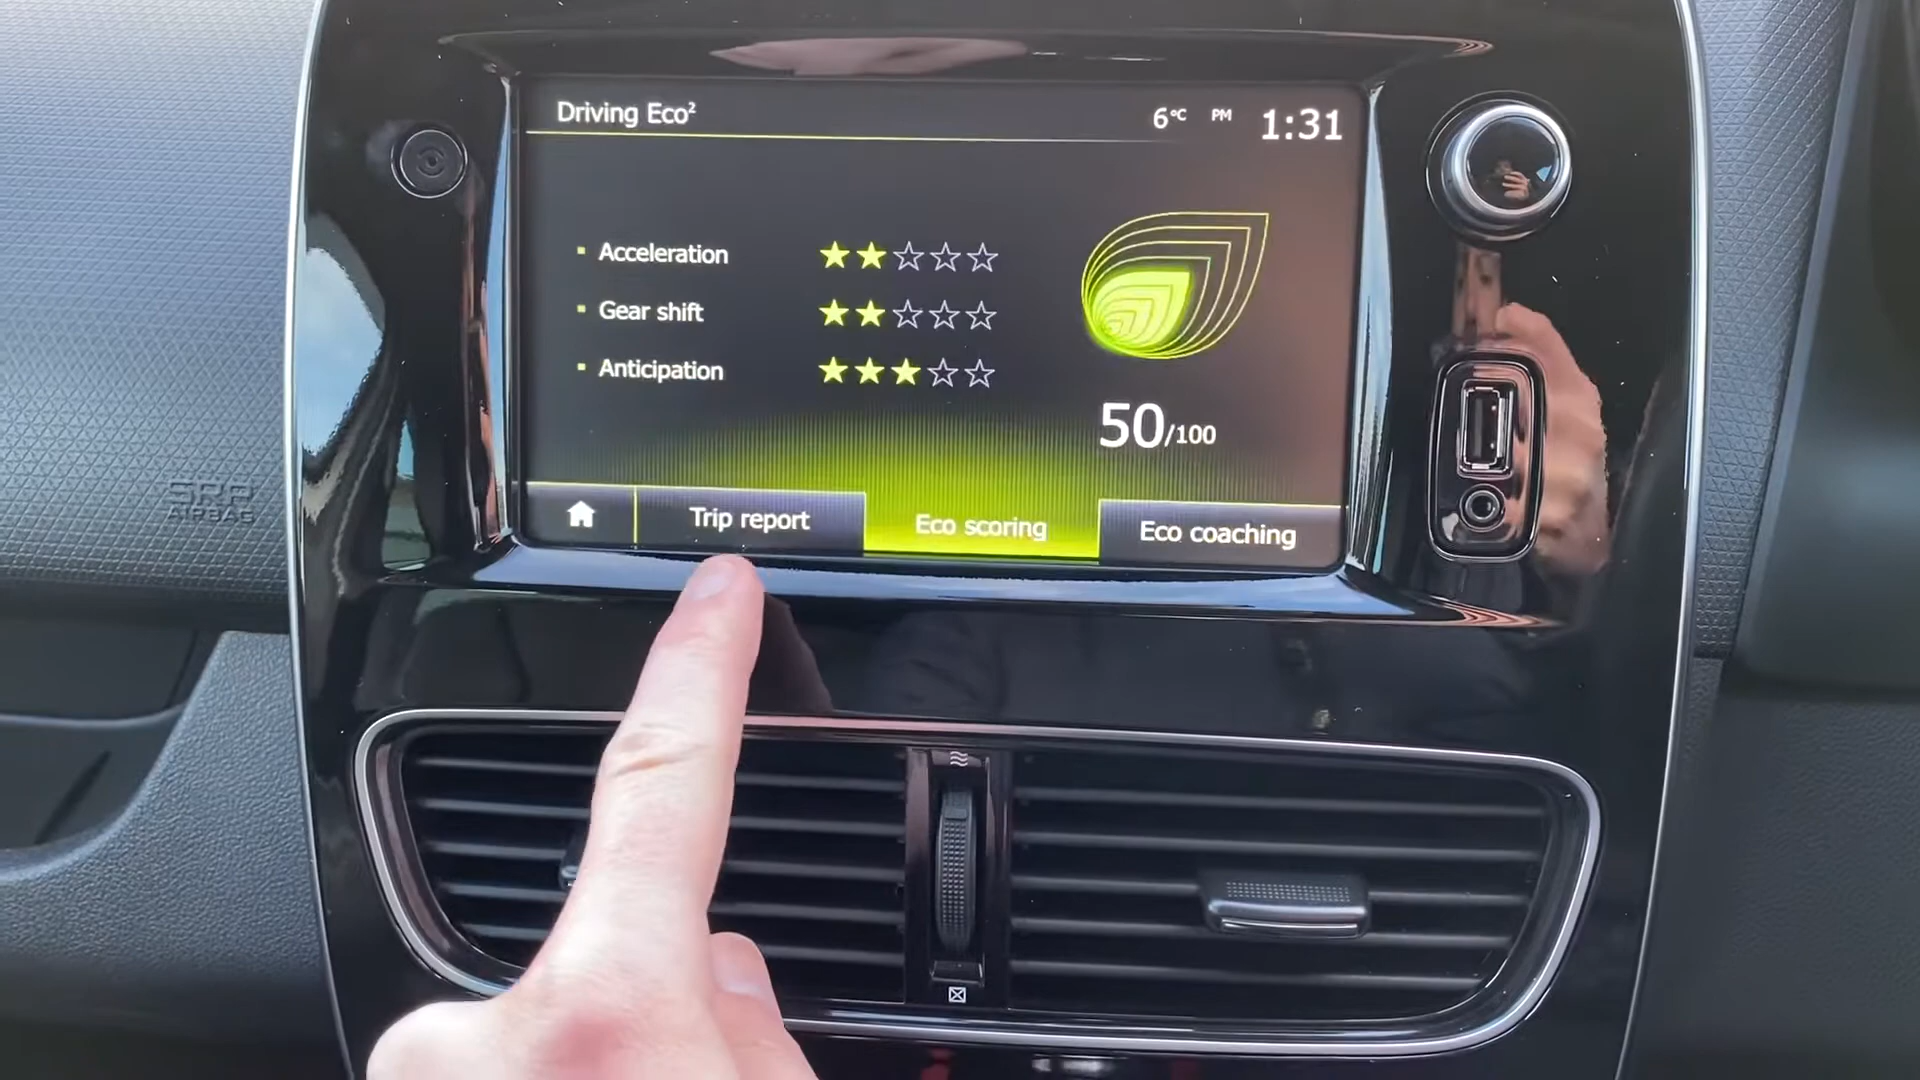 Driving Eco²
6°C PM 1:31
Acceleration
Gear shift
Anticipation
50/100
Trip report
Eco scoring
Eco coaching
SRP
AIRBAG